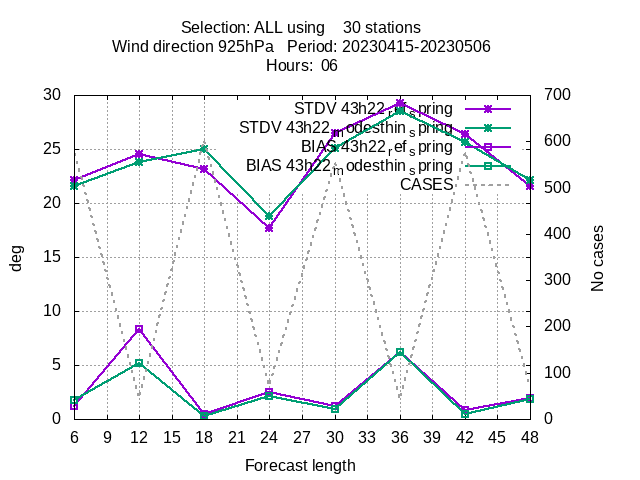 Selection: ALL using    30 stations
Wind direction 925hPa   Period: 20230415-20230506
Hours:  06
STDV 43h22_ref_spring
STDV 43h22_modesthin_spring
BIAS 43h22_ref_spring
BIAS 43h22_modesthin_spring
CASES
30
25
20
15
10
5
0
700
600
500
400
300
200
100
0
deg
No cases
6 9 12 15 18 21 24 27 30 33 36 39 42 45 48
Forecast length